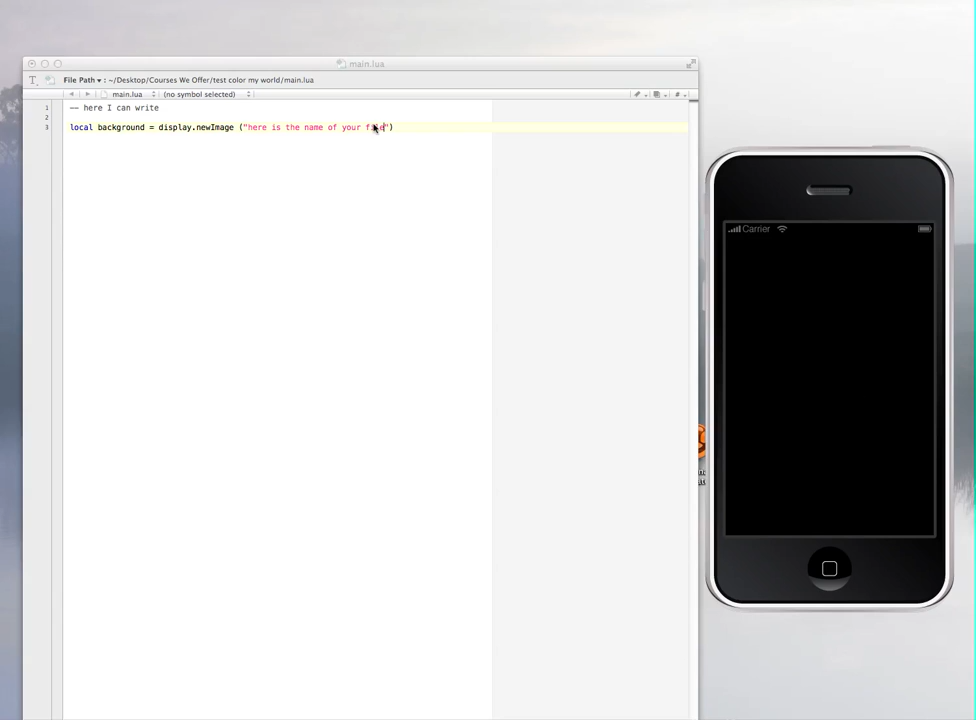 main.lua
File Path ▾ : ~/Desktop/Courses We Offer/test color my world/main.lua
main.lua (no symbol selected) #
1 -- here I can write
2
3 local background = display.newImage ("here is the name of your file")
Carrier